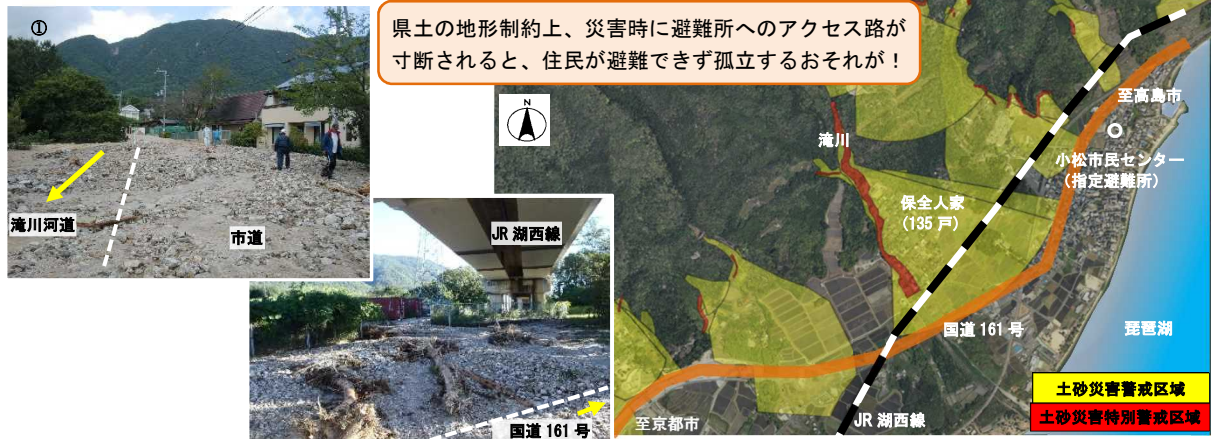 県土の地形制約上、災害時に避難所へのアクセス路が
寸断されると、住民が避難できず孤立するおそれが！
①
滝川河道
市道
JR 湖西線
国道 161 号
N
滝川
保全人家
（135 戸）
至高島市
小松市民センター
（指定避難所）
国道 161 号
琵琶湖
至京都市
JR 湖西線
土砂災害警戒区域
土砂災害特別警戒区域